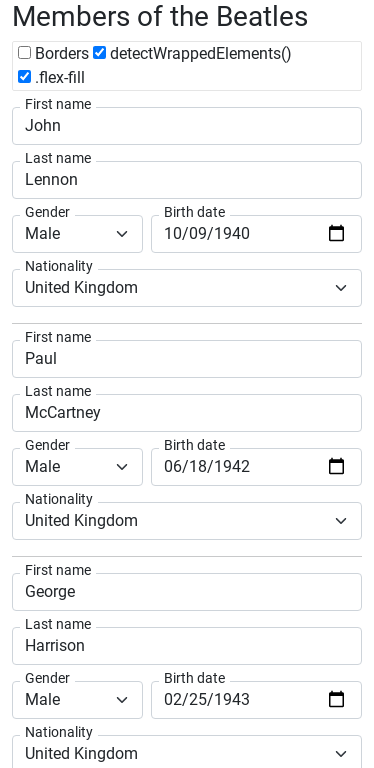 Members of the Beatles
Borders detectWrappedElements()
.flex-fill
First name
John
Last name
Lennon
Gender Birth date
Male 10/09/1940
Nationality
United Kingdom
First name
Paul
Last name
McCartney
Gender Birth date
Male 06/18/1942
Nationality
United Kingdom
First name
George
Last name
Harrison
Gender Birth date
Male 02/25/1943
Nationality
United Kingdom